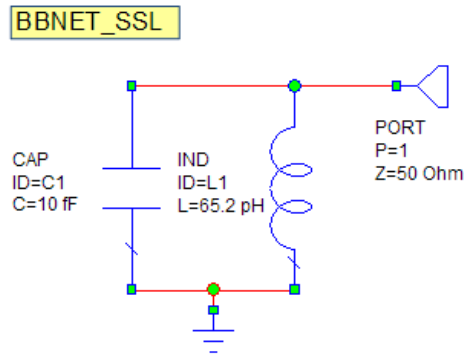 BBNET_SSL
CAP
ID=C1
C=10 fF
IND
ID=L1
L=65.2 pH
PORT
P=1
Z=50 Ohm